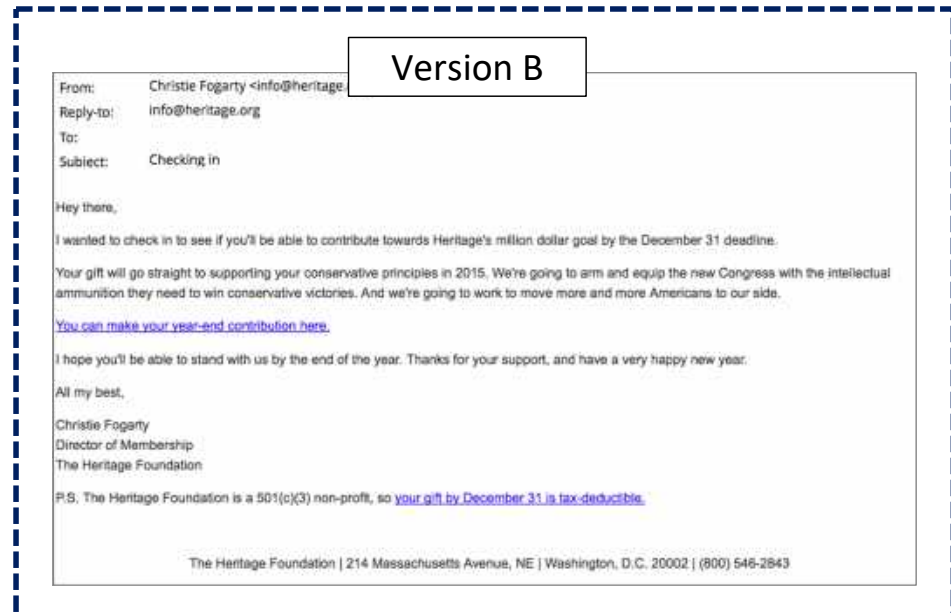 Version B
From: Christie Fogarty <info@heritage.
Reply-to: info@heritage.org
To:
Subject: Checking in
Hey there,
I wanted to check in to see if you'll be able to contribute towards Heritage's million dollar goal by the December 31 deadline.
Your gift will go straight to supporting your conservative principles in 2015. We're going to arm and equip the new Congress with the intellectual
ammunition they need to win conservative victories. And we're going to work to move more and more Americans to our side.
You can make your year-end contribution here.
I hope you'll be able to stand with us by the end of the year. Thanks for your support, and have a very happy new year.
All my best,
Christie Fogarty
Director of Membership
The Heritage Foundation
P.S. The Heritage Foundation is a 501(c)(3) non-profit, so your gift by December 31 is tax-deductible.
The Heritage Foundation | 214 Massachusetts Avenue, NE | Washington, D.C. 20002 | (800) 546-2843